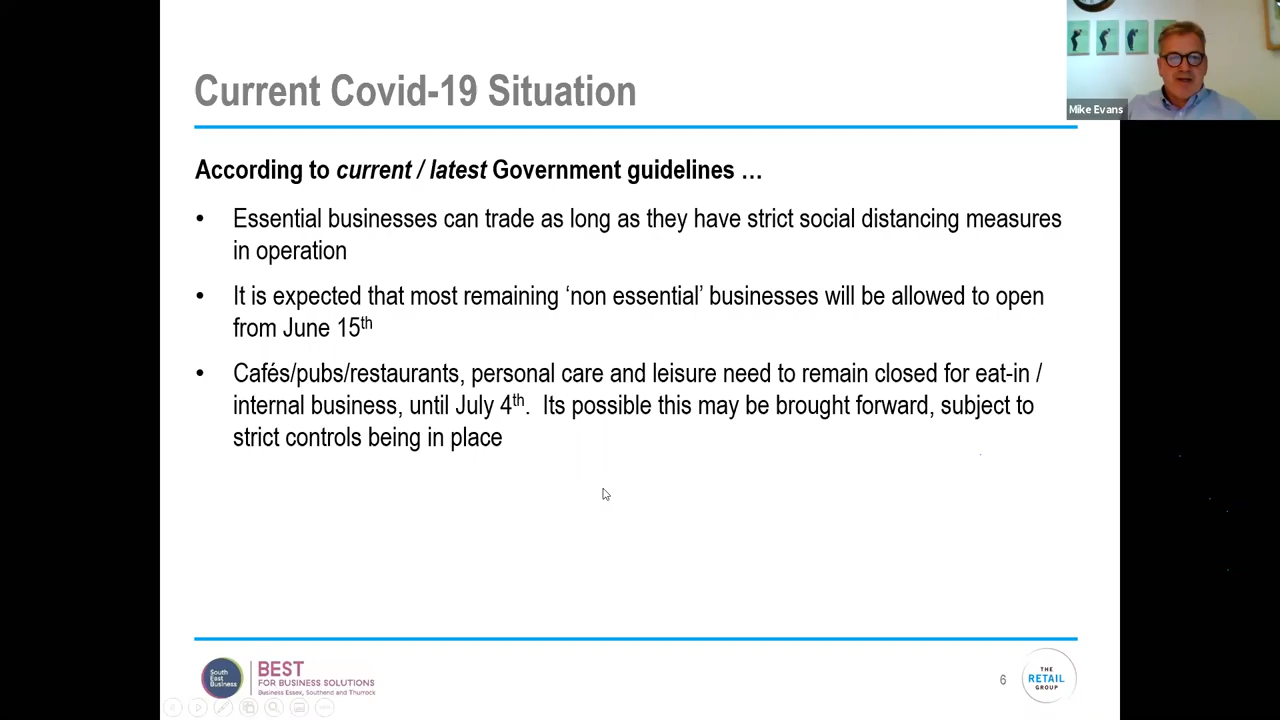 Current Covid-19 Situation
Mike Evans
According to current / latest Government guidelines …
• Essential businesses can trade as long as they have strict social distancing measures
in operation
• It is expected that most remaining ‘non essential’ businesses will be allowed to open
from June 15th
• Cafés/pubs/restaurants, personal care and leisure need to remain closed for eat-in /
internal business, until July 4th.  Its possible this may be brought forward, subject to
strict controls being in place
South
East
Business
BEST
FOR BUSINESS SOLUTIONS
Business Essex, Southend and Thurrock
6
THE
RETAIL
GROUP